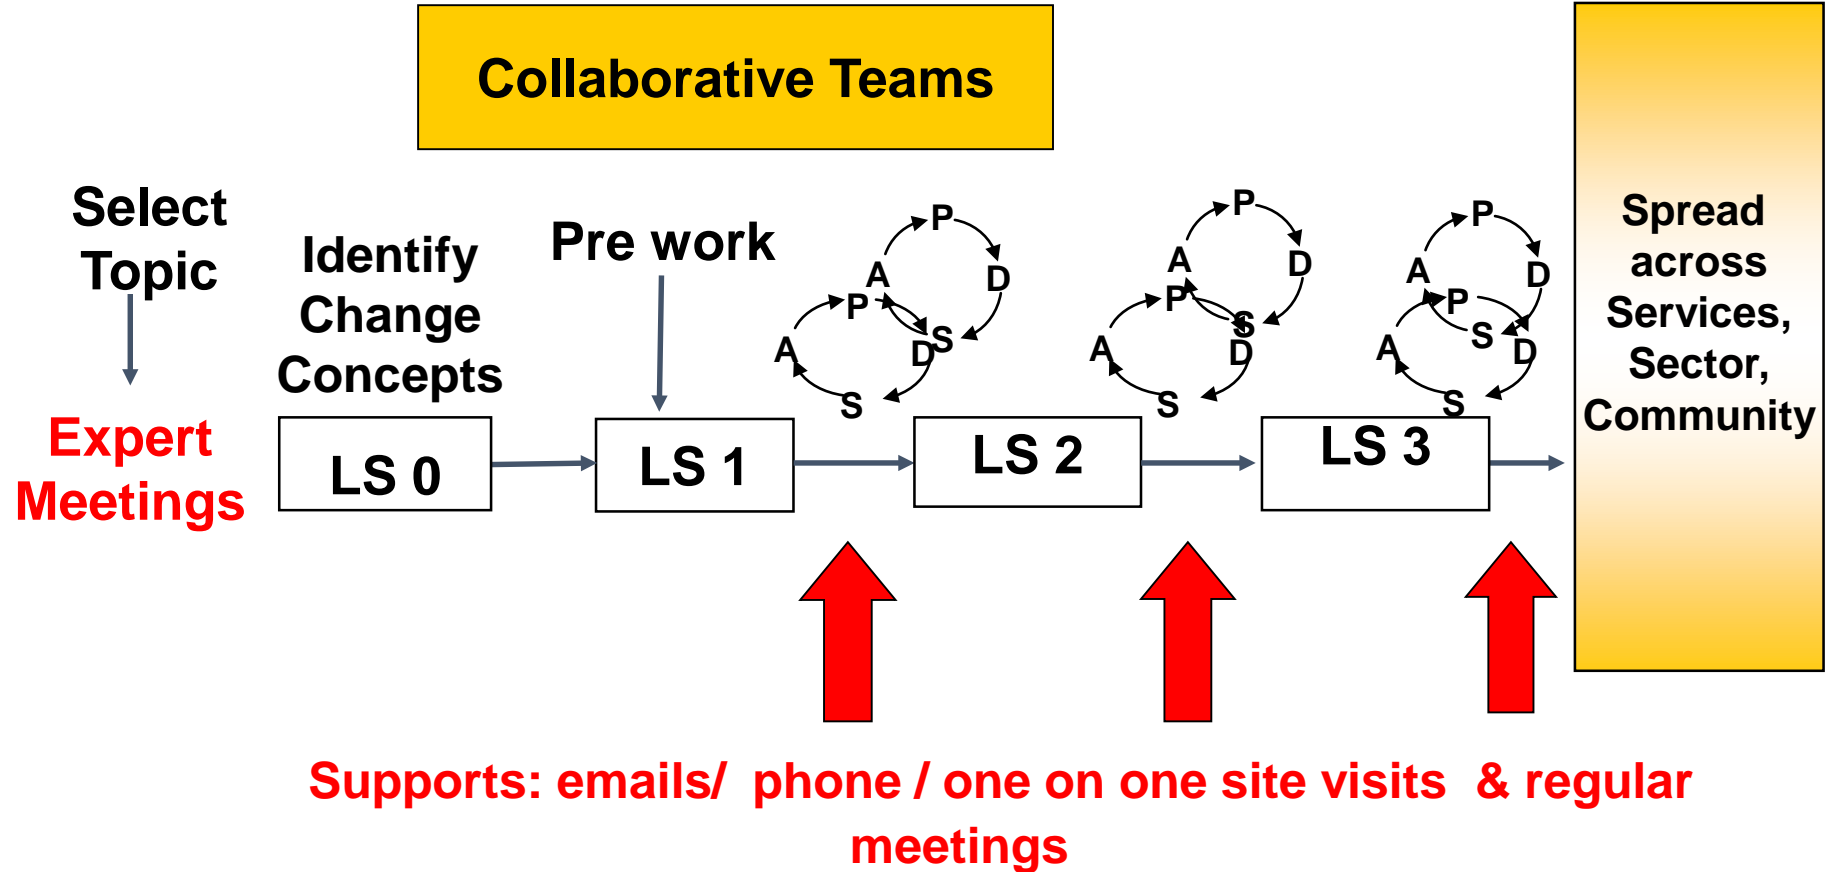 Collaborative Teams
Select
Topic
Expert
Meetings
Identify
Change
Concepts
LS 0
Pre work
LS 1
P
A
D
S
P
A
D
S
LS 2
P
A
D
S
P
A
D
S
LS 3
P
A
D
S
P
A
D
S
Spread
across
Services,
Sector,
Community
Supports: emails/ phone / one on one site visits & regular
meetings